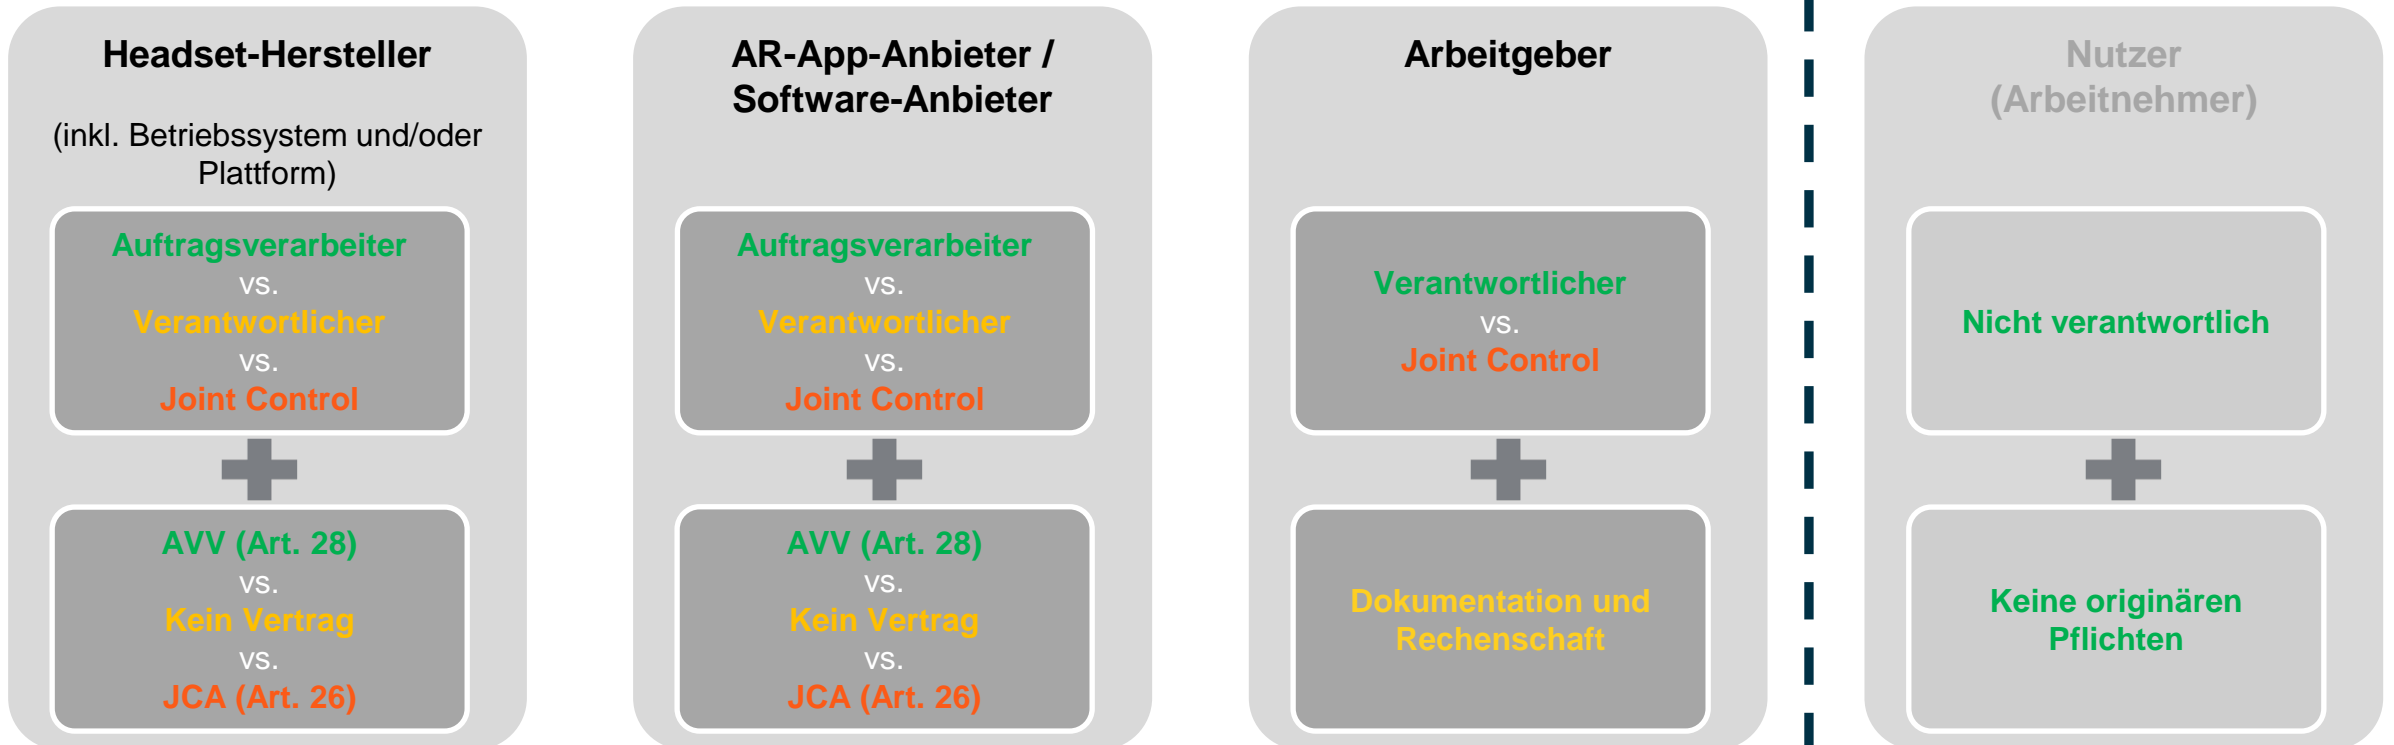 Headset-Hersteller
(inkl. Betriebssystem und/oder
Plattform)
Auftragsverarbeiter
vs.
Verantwortlicher
vs.
Joint Control
AVV (Art. 28)
vs.
Kein Vertrag
vs.
JCA (Art. 26)
AR-App-Anbieter /
Software-Anbieter
Auftragsverarbeiter
vs.
Verantwortlicher
vs.
Joint Control
AVV (Art. 28)
vs.
Kein Vertrag
vs.
JCA (Art. 26)
Arbeitgeber
Verantwortlicher
vs.
Joint Control
Dokumentation und
Rechenschaft
Nutzer
(Arbeitnehmer)
Nicht verantwortlich
Keine originären
Pflichten